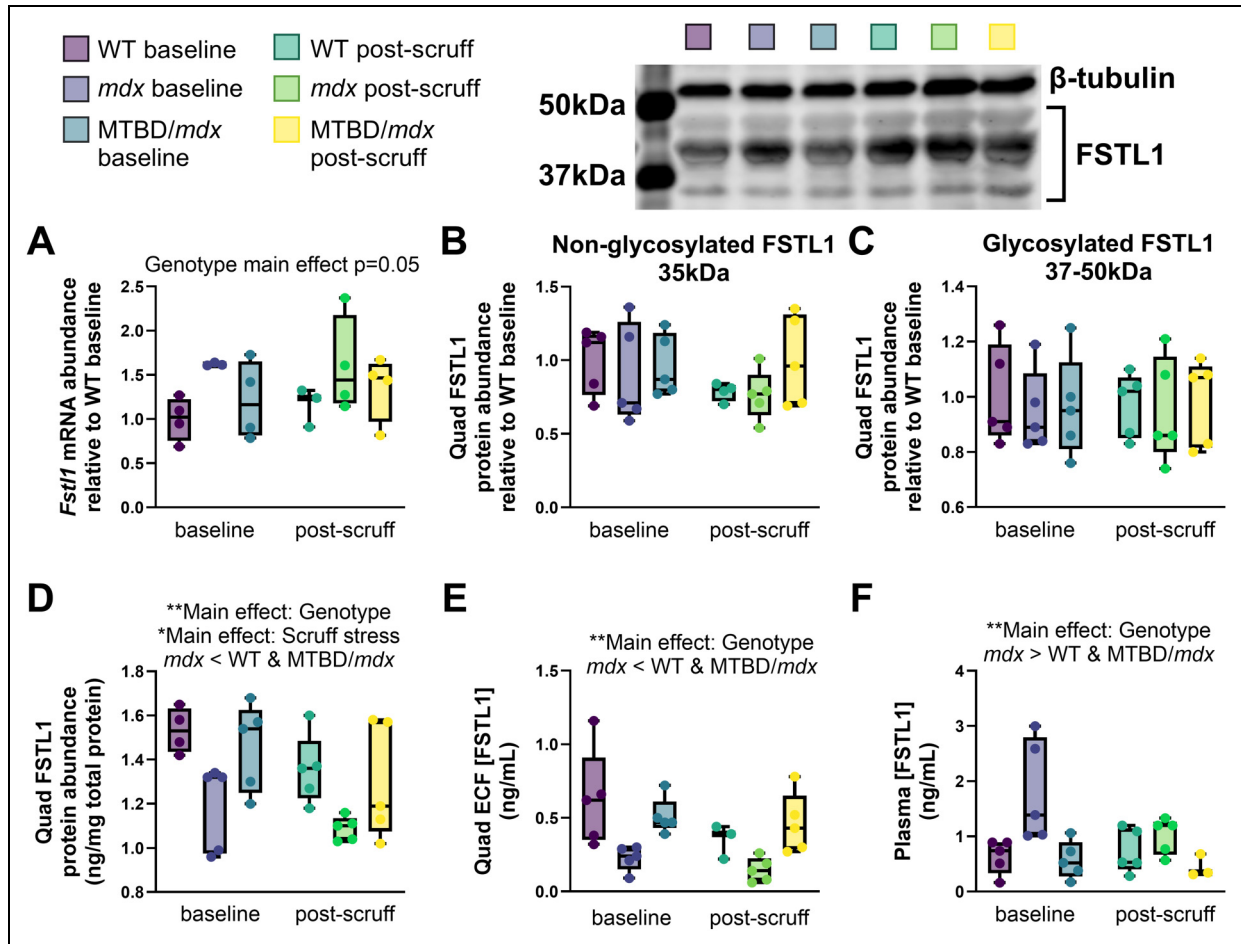 WT baseline
WT post-scruff
mdx baseline
mdx post-scruff
MTBD/mdx
baseline
MTBD/mdx
post-scruff
50kDa
37kDa
β-tubulin
FSTL1
A
Genotype main effect p=0.05
Fstl1 mRNA abundance
relative to WT baseline
2.5
2.0
1.5
1.0
0.5
0.0
baseline
post-scruff
B
Non-glycosylated FSTL1
35kDa
Quad FSTL1
protein abundance
relative to WT baseline
1.5
1.0
0.5
0.0
baseline
post-scruff
C
Glycosylated FSTL1
37-50kDa
Quad FSTL1
protein abundance
relative to WT baseline
1.4
1.2
1.0
0.8
0.6
baseline
post-scruff
D
**Main effect: Genotype
*Main effect: Scruff stress
mdx < WT & MTBD/mdx
Quad FSTL1
protein abundance
(ng/mg total protein)
1.8
1.6
1.4
1.2
1.0
0.8
baseline
post-scruff
E
**Main effect: Genotype
mdx < WT & MTBD/mdx
Quad ECF [FSTL1]
(ng/mL)
1.5
1.0
0.5
0.0
baseline
post-scruff
F
**Main effect: Genotype
mdx > WT & MTBD/mdx
Plasma [FSTL1]
(ng/mL)
4
3
2
1
0
baseline
post-scruff